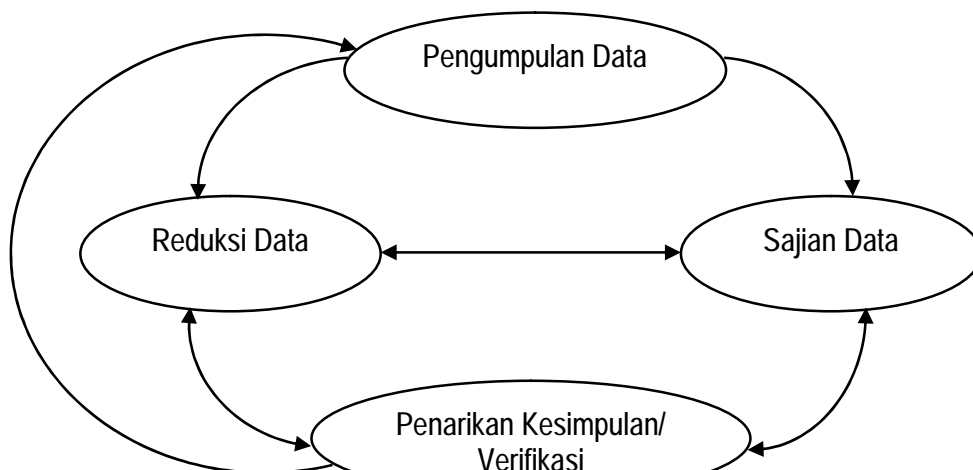 Pengumpulan Data
Reduksi Data
Sajian Data
Penarikan Kesimpulan/
Verifikasi